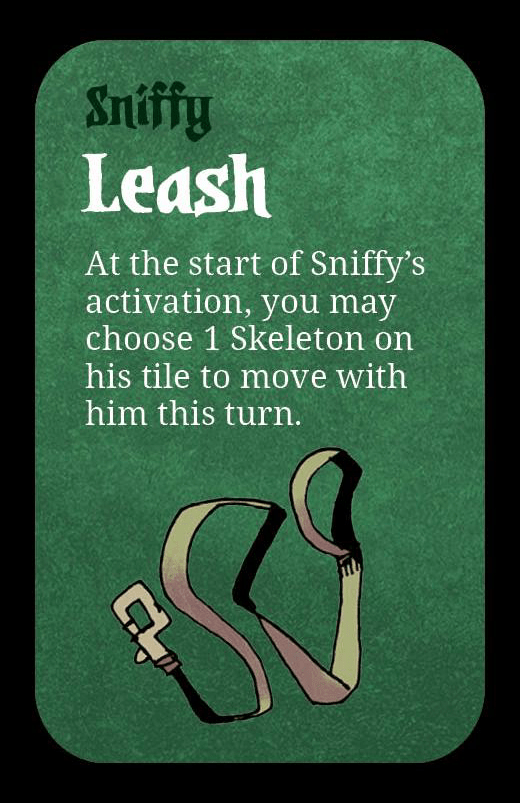 Sniffy
Leash
At the start of Sniffy’s
activation, you may
choose 1 Skeleton on
his tile to move with
him this turn.